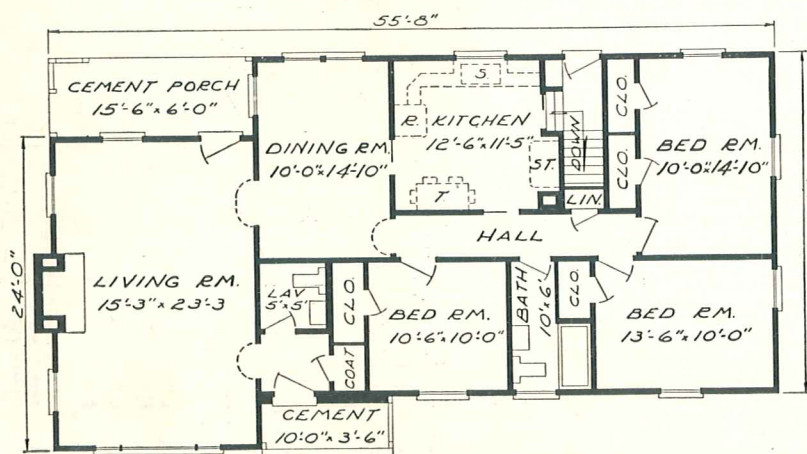 55'-8"
CEMENT PORCH
15'-6" x 6'-0"
S
R.
KITCHEN
12'-6" x 11'-5"
DINING RM.
10'-0" x 14'-10"
ST.
T
DOWN
CLO.
CLO.
BED RM.
10'-0" x 14'-10"
LIN.
HALL
24'-0"
LIVING RM.
15'-3" x 23'-3
LAV
5'x5'
CLO.
COAT
BED RM.
10'-6" x 10'-0"
BATH
10'x6'
CLO.
BED RM.
13'-6" x 10'-0"
CEMENT
10'-0" x 3'-6"